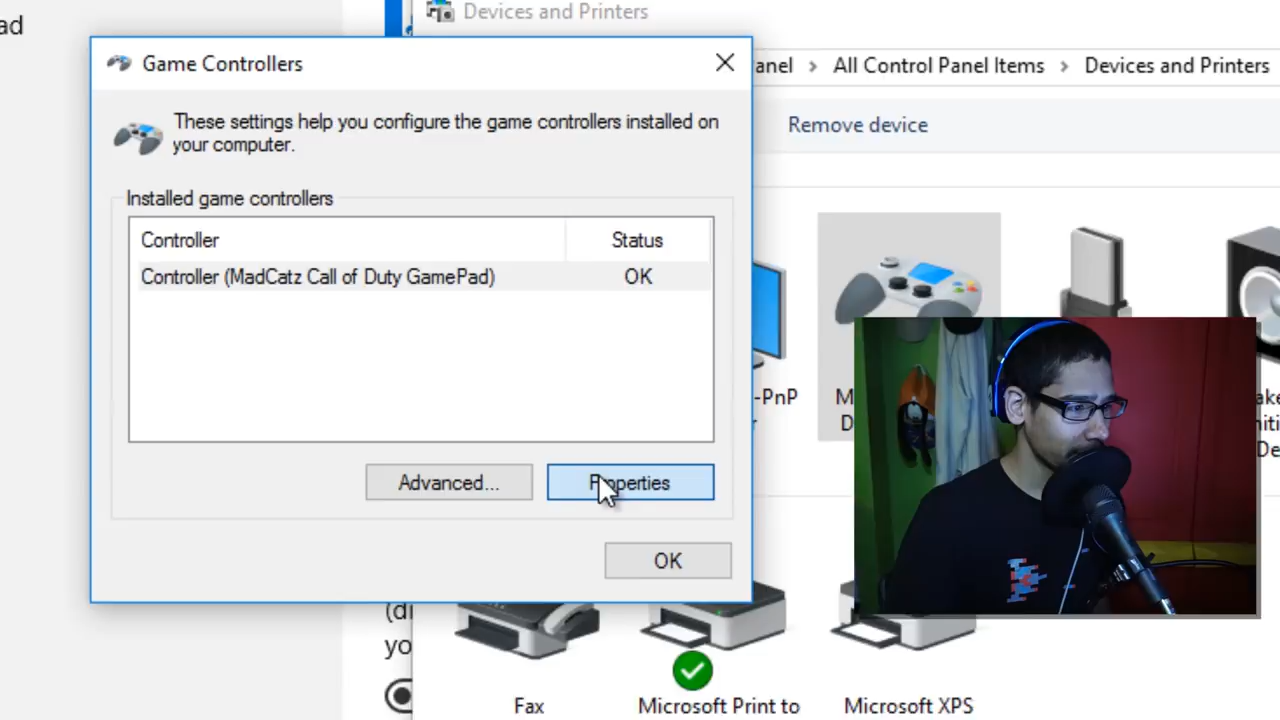 ad
Devices and Printers
Game Controllers
All Control Panel Items > Devices and Printers
These settings help you configure the game controllers installed on
your computer.
Remove device
Installed game controllers
Controller Status
Controller (MadCatz Call of Duty GamePad) OK
-PnP
Advanced...
Properties
OK
Fax
Microsoft Print to
Microsoft XPS